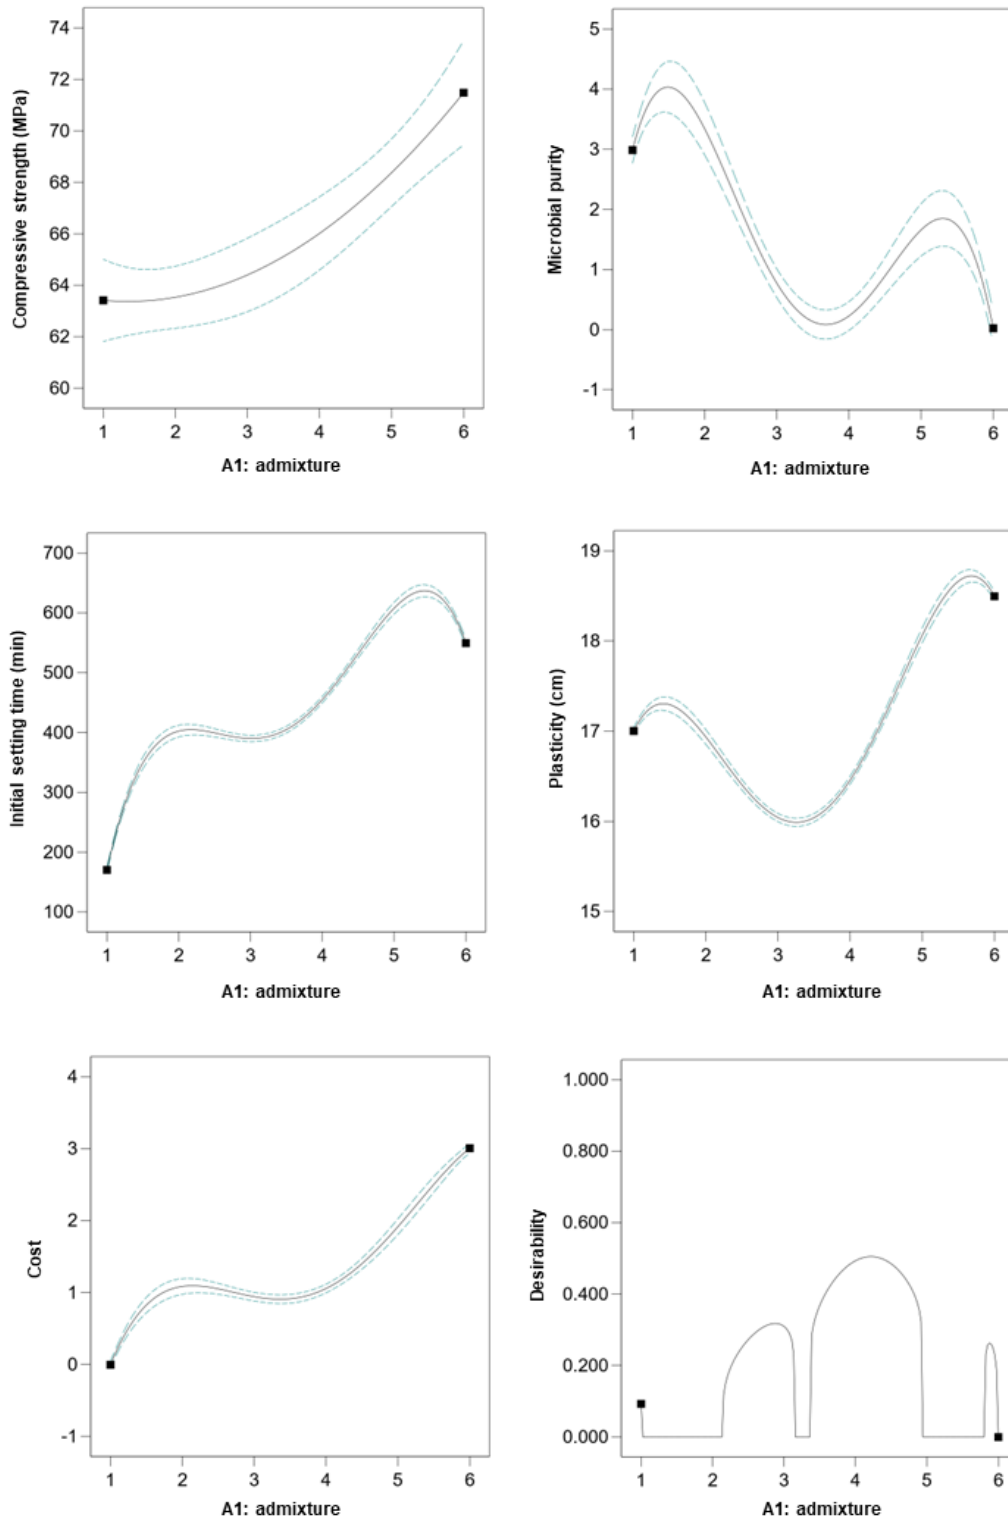 Compressive strength (MPa)
74
72
70
68
66
64
62
60
1 2 3 4 5 6
A1: admixture
Microbial purity
5
4
3
2
1
0
-1
1 2 3 4 5 6
A1: admixture
Initial setting time (min)
700
600
500
400
300
200
100
1 2 3 4 5 6
A1: admixture
Plasticity (cm)
19
18
17
16
15
1 2 3 4 5 6
A1: admixture
Cost
4
3
2
1
0
-1
1 2 3 4 5 6
A1: admixture
Desirability
1.000
0.800
0.600
0.400
0.200
0.000
1 2 3 4 5 6
A1: admixture